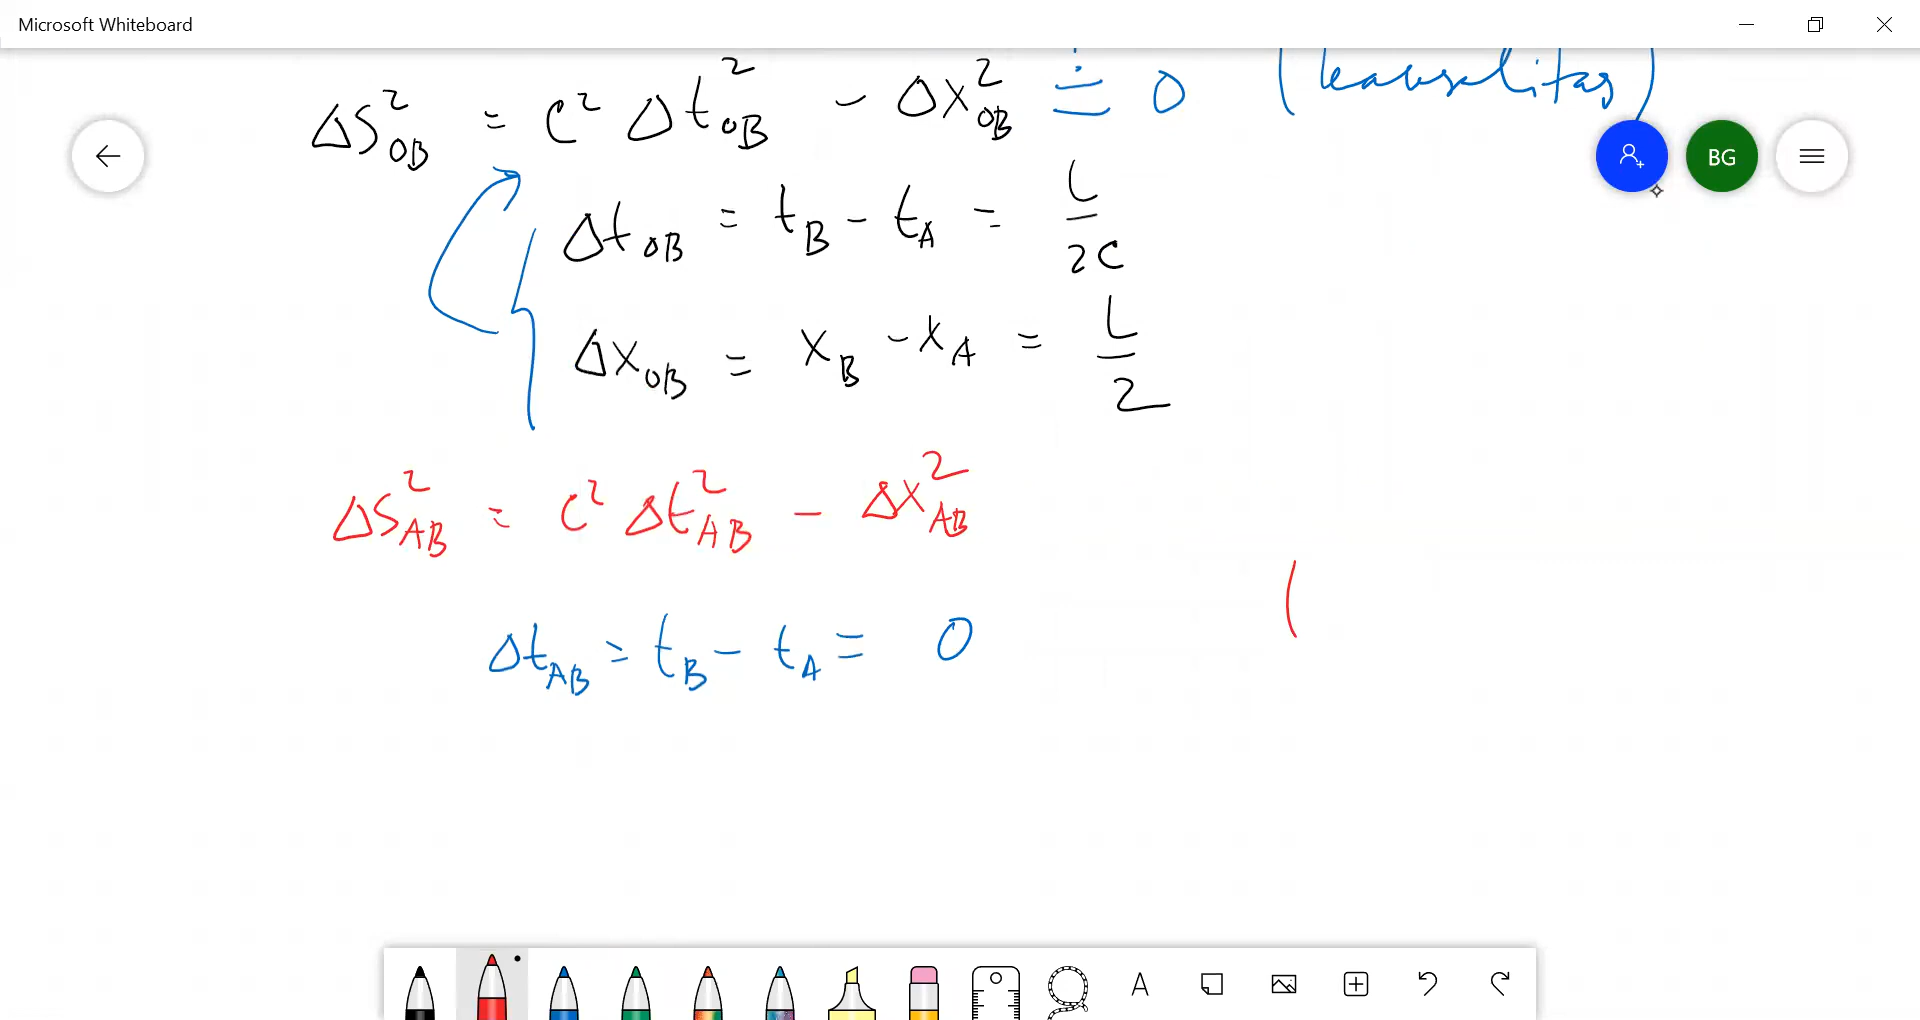 Microsoft Whiteboard
ΔS²_OB = c² Δt²_OB - Δx²_OB ≐ 0 (kausalitas)
BG
Δt_OB = t_B - t_A = L/2c
Δx_OB = x_B - x_A = L/2
ΔS²_AB = c² Δt²_AB - Δx²_AB
(
Δt_AB = t_B - t_A = 0
A